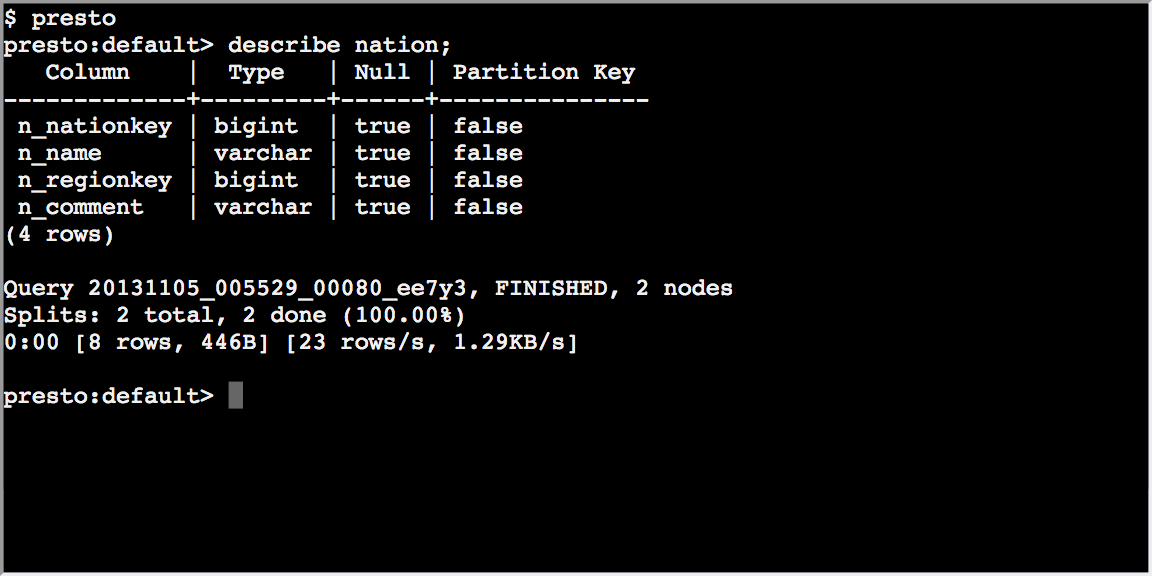 $ presto
presto:default> describe nation;
   Column    |  Type   | Null | Partition Key
-------------+---------+------+---------------
 n_nationkey | bigint  | true | false
 n_name      | varchar | true | false
 n_regionkey | bigint  | true | false
 n_comment   | varchar | true | false
(4 rows)

Query 20131105_005529_00080_ee7y3, FINISHED, 2 nodes
Splits: 2 total, 2 done (100.00%)
0:00 [8 rows, 446B] [23 rows/s, 1.29KB/s]

presto:default>